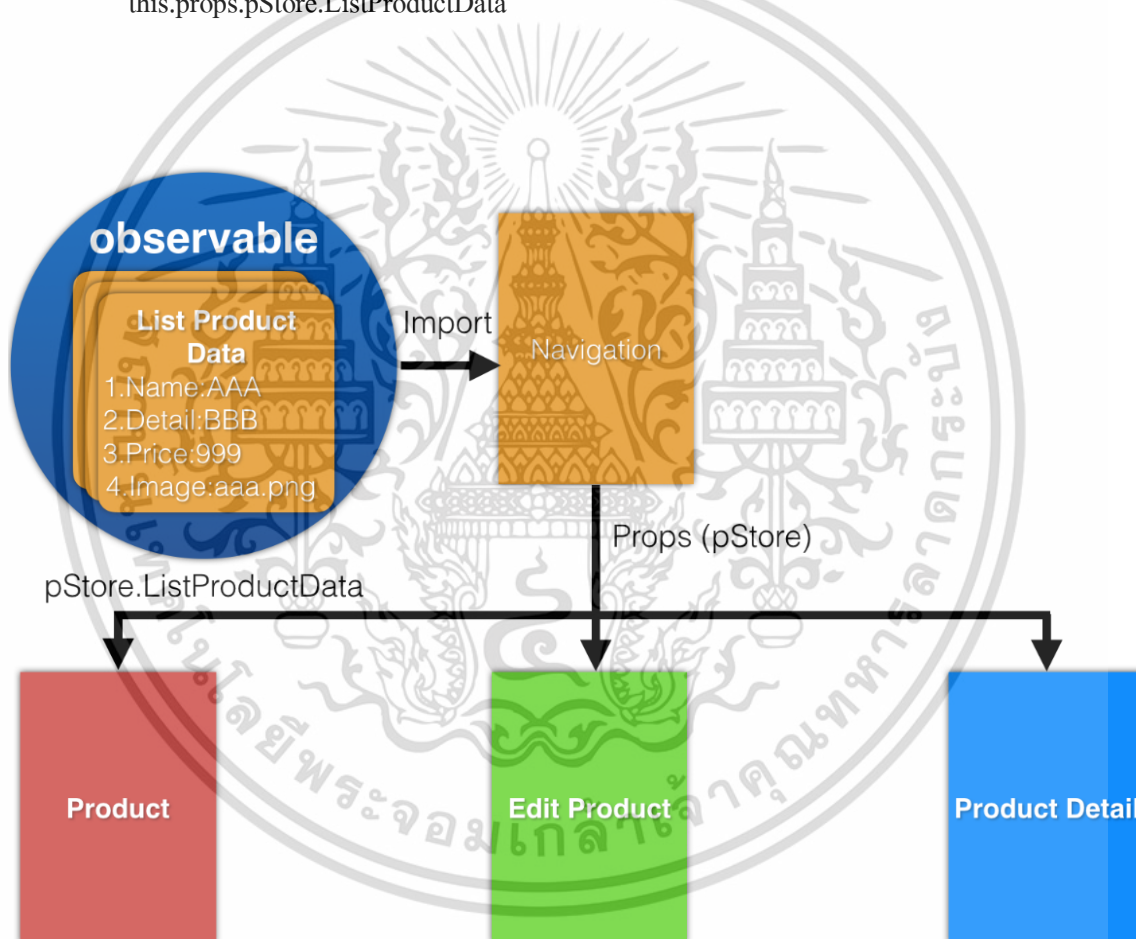 this.props.pStore.ListProductData
observable
List Product
Data
1.Name:AAA
2.Detail:BBB
3.Price:999
4.Image:aaa.png
Import
Navigation
Props (pStore)
pStore.ListProductData
Product
Edit Product
Product Detail